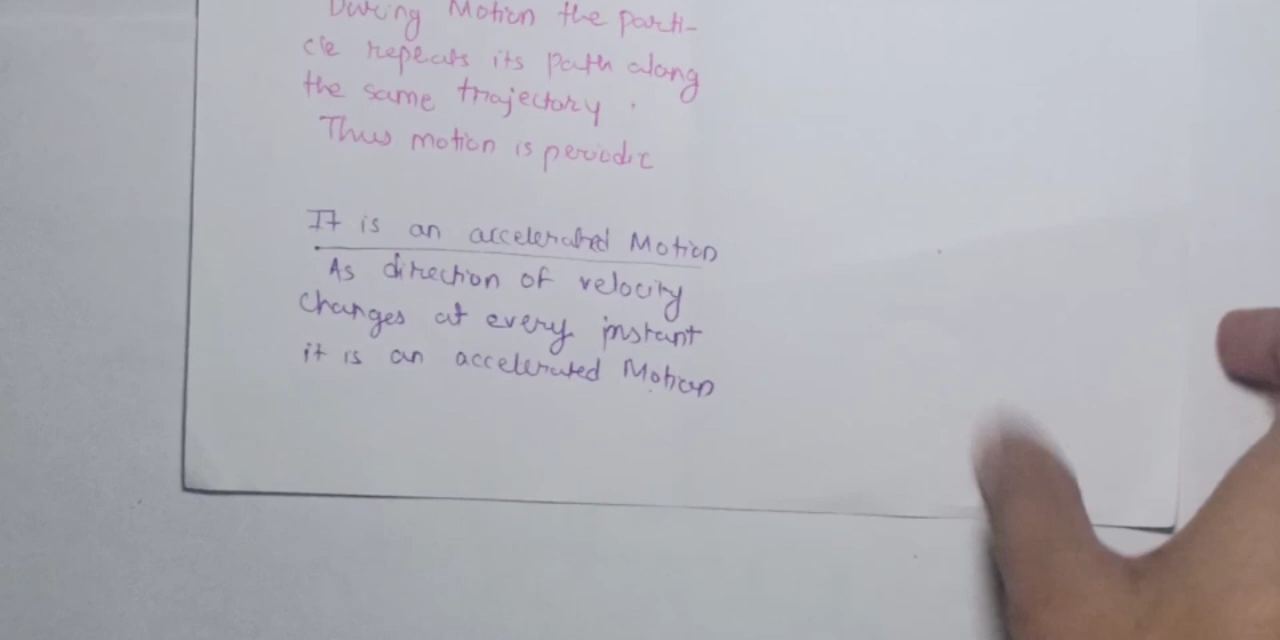 During Motion the parti-
cle repeats its path along
the same trajectory.
Thus motion is periodic
It is an accelerated Motion
As direction of velocity
changes at every instant
it is an accelerated Motion